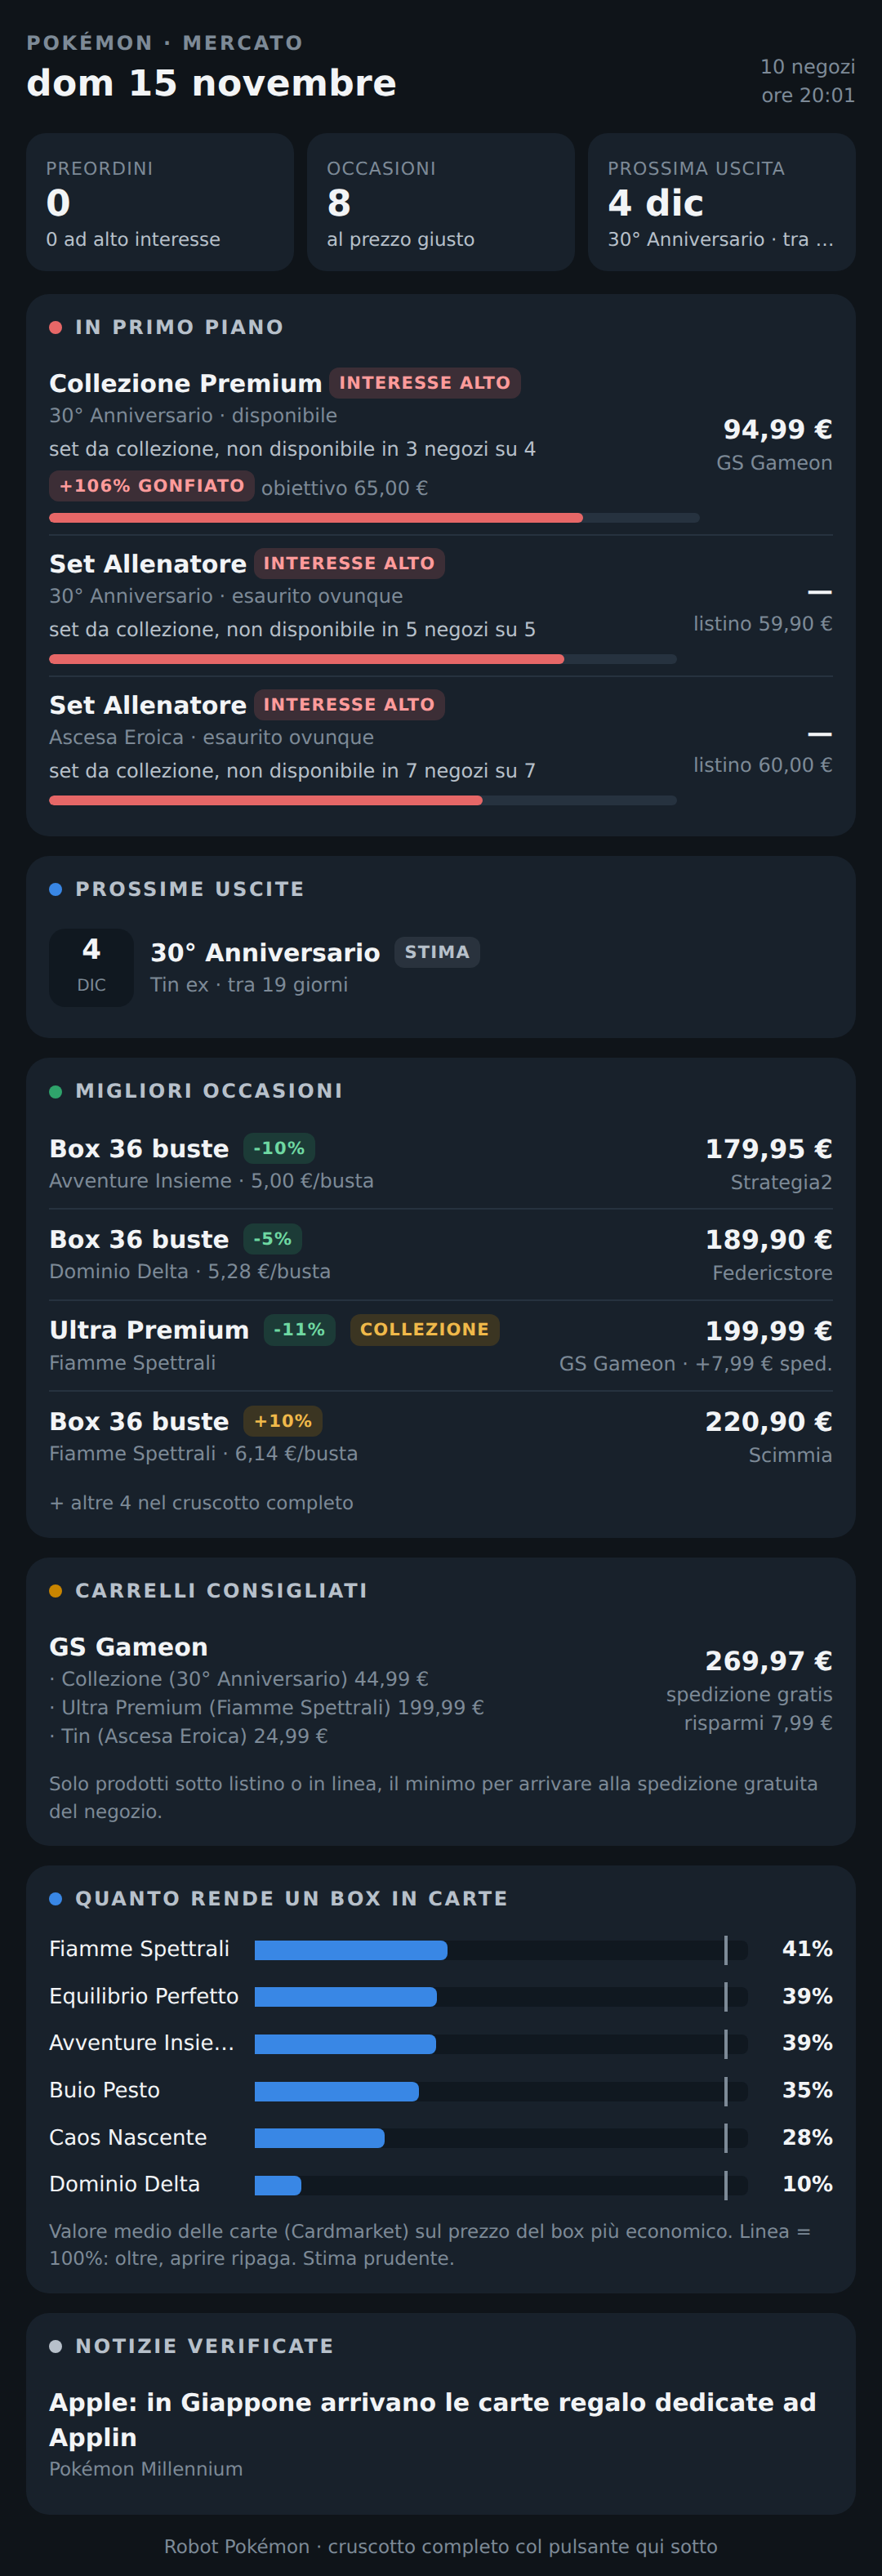 POKÉMON · MERCATO
dom 15 novembre
10 negozi
ore 20:01
PREORDINI
0
0 ad alto interesse
OCCASIONI
8
al prezzo giusto
PROSSIMA USCITA
4 dic
30° Anniversario · tra …
IN PRIMO PIANO
Collezione Premium INTERESSE ALTO
30° Anniversario · disponibile
set da collezione, non disponibile in 3 negozi su 4
+106% GONFIATO obiettivo 65,00 €
94,99 €
GS Gameon
Set Allenatore INTERESSE ALTO
30° Anniversario · esaurito ovunque
set da collezione, non disponibile in 5 negozi su 5
—
listino 59,90 €
Set Allenatore INTERESSE ALTO
Ascesa Eroica · esaurito ovunque
set da collezione, non disponibile in 7 negozi su 7
—
listino 60,00 €
PROSSIME USCITE
4
DIC
30° Anniversario STIMA
Tin ex · tra 19 giorni
MIGLIORI OCCASIONI
Box 36 buste -10%
Avventure Insieme · 5,00 €/busta
179,95 €
Strategia2
Box 36 buste -5%
Dominio Delta · 5,28 €/busta
189,90 €
Federicstore
Ultra Premium -11% COLLEZIONE
Fiamme Spettrali
199,99 €
GS Gameon · +7,99 € sped.
Box 36 buste +10%
Fiamme Spettrali · 6,14 €/busta
220,90 €
Scimmia
+ altre 4 nel cruscotto completo
CARRELLI CONSIGLIATI
GS Gameon
· Collezione (30° Anniversario) 44,99 €
· Ultra Premium (Fiamme Spettrali) 199,99 €
· Tin (Ascesa Eroica) 24,99 €
269,97 €
spedizione gratis
risparmi 7,99 €
Solo prodotti sotto listino o in linea, il minimo per arrivare alla spedizione gratuita
del negozio.
QUANTO RENDE UN BOX IN CARTE
Fiamme Spettrali 41%
Equilibrio Perfetto 39%
Avventure Insie… 39%
Buio Pesto 35%
Caos Nascente 28%
Dominio Delta 10%
Valore medio delle carte (Cardmarket) sul prezzo del box più economico. Linea =
100%: oltre, aprire ripaga. Stima prudente.
NOTIZIE VERIFICATE
Apple: in Giappone arrivano le carte regalo dedicate ad
Applin
Pokémon Millennium
Robot Pokémon · cruscotto completo col pulsante qui sotto